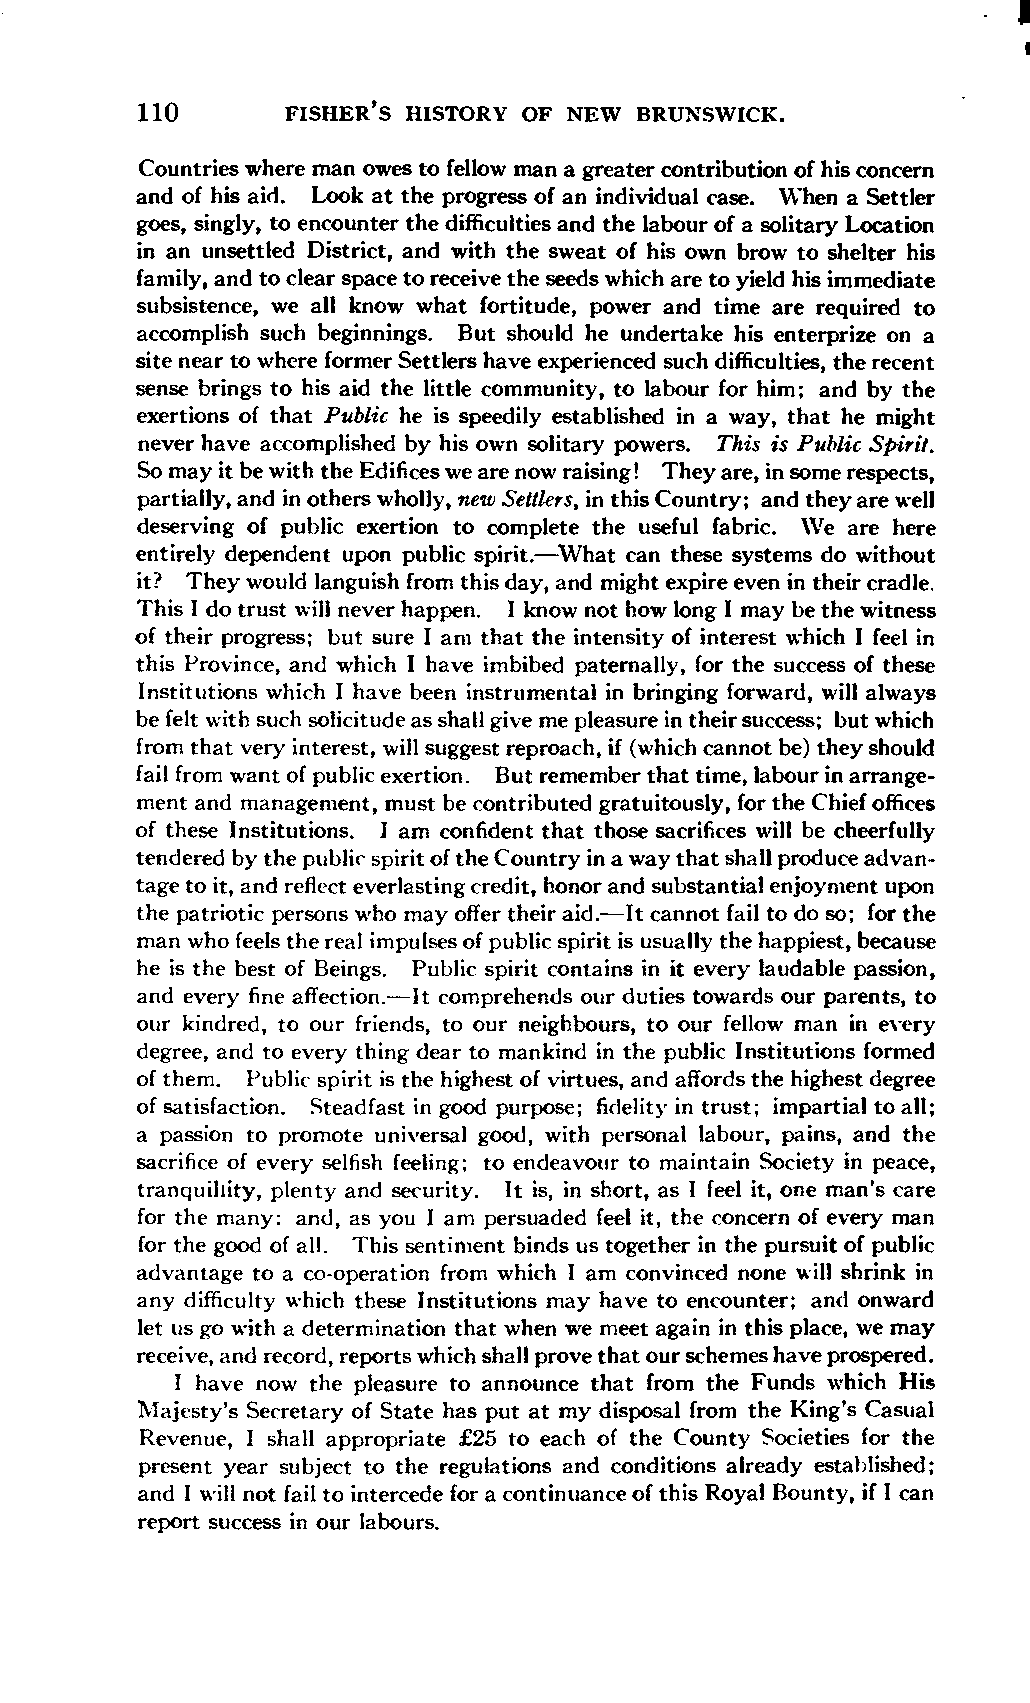 110 FISHER'S HISTORY OF NEW BRUNSWICK.
Countries where man owes to fellow man a greater contribution of his concern
and of his aid. Look at the progress of an individual case. When a Settler
goes, singly, to encounter the difficulties and the labour of a solitary Location
in an unsettled District, and with the sweat of his own brow to shelter his
family, and to clear space to receive the seeds which are to yield his immediate
subsistence, we all know what fortitude, power and time are required to
accomplish such beginnings. But should he undertake his enterprize on a
site near to where former Settlers have experienced such difficulties, the recent
sense brings to his aid the little community, to labour for him; and by the
exertions of that Public he is speedily established in a way, that he might
never have accomplished by his own solitary powers. This is Public Spirit.
So may it be with the Edifices we are now raising! They are, in some respects,
partially, and in others wholly, new Settlers, in this Country; and they are well
deserving of public exertion to complete the useful fabric. We are here
entirely dependent upon public spirit.—What can these systems do without
it? They would languish from this day, and might expire even in their cradle.
This I do trust will never happen. I know not how long I may be the witness
of their progress; but sure I am that the intensity of interest which I feel in
this Province, and which I have imbibed paternally, for the success of these
Institutions which I have been instrumental in bringing forward, will always
be felt with such solicitude as shall give me pleasure in their success; but which
from that very interest, will suggest reproach, if (which cannot be) they should
fail from want of public exertion. But remember that time, labour in arrange-
ment and management, must be contributed gratuitously, for the Chief offices
of these Institutions. I am confident that those sacrifices will be cheerfully
tendered by the public spirit of the Country in a way that shall produce advan-
tage to it, and reflect everlasting credit, honor and substantial enjoyment upon
the patriotic persons who may offer their aid.—It cannot fail to do so; for the
man who feels the real impulses of public spirit is usually the happiest, because
he is the best of Beings. Public spirit contains in it every laudable passion,
and every fine affection.—It comprehends our duties towards our parents, to
our kindred, to our friends, to our neighbours, to our fellow man in every
degree, and to every thing dear to mankind in the public Institutions formed
of them. Public spirit is the highest of virtues, and affords the highest degree
of satisfaction. Steadfast in good purpose; fidelity in trust; impartial to all;
a passion to promote universal good, with personal labour, pains, and the
sacrifice of every selfish feeling; to endeavour to maintain Society in peace,
tranquility, plenty and security. It is, in short, as I feel it, one man's care
for the many: and, as you I am persuaded feel it, the concern of every man
for the good of all. This sentiment binds us together in the pursuit of public
advantage to a co-operation from which I am convinced none will shrink in
any difficulty which these Institutions may have to encounter; and onward
let us go with a determination that when we meet again in this place, we may
receive, and record, reports which shall prove that our schemes have prospered.
I have now the pleasure to announce that from the Funds which His
Majesty's Secretary of State has put at my disposal from the King's Casual
Revenue, I shall appropriate £25 to each of the County Societies for the
present year subject to the regulations and conditions already established;
and I will not fail to intercede for a continuance of this Royal Bounty, if I can
report success in our labours.